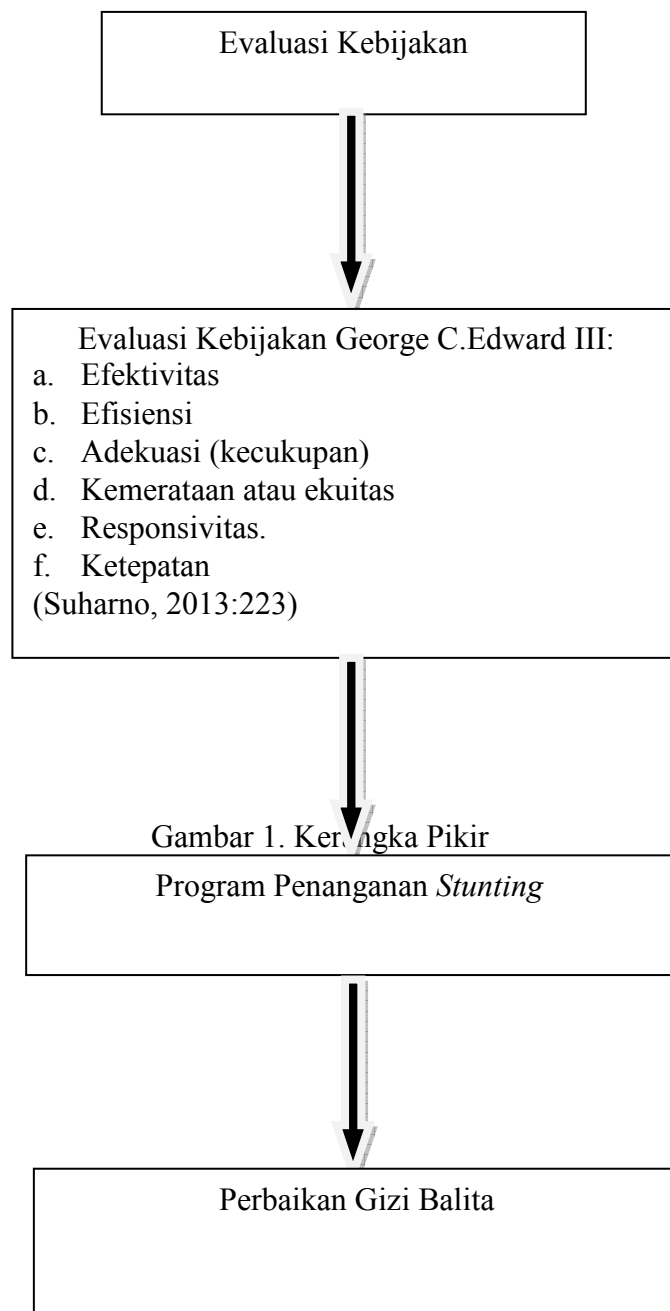 Evaluasi Kebijakan
Evaluasi Kebijakan George C.Edward III:
a. Efektivitas
b. Efisiensi
c. Adekuasi (kecukupan)
d. Kemerataan atau ekuitas
e. Responsivitas.
f. Ketepatan
(Suharno, 2013:223)
Gambar 1. Kerangka Pikir
Program Penanganan Stunting
Perbaikan Gizi Balita